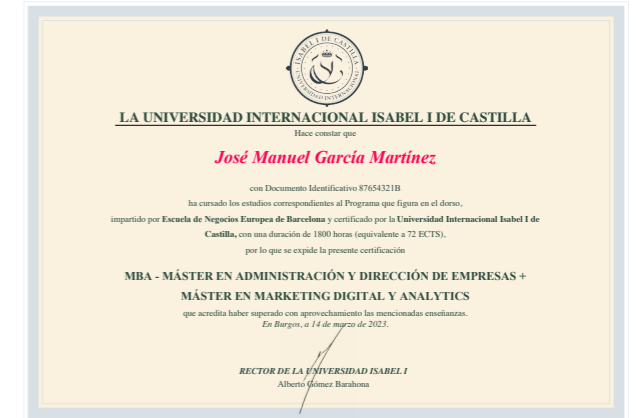 ISABEL I DE CASTILLA
UNIVERSIDAD INTERNACIONAL
LA UNIVERSIDAD INTERNACIONAL ISABEL I DE CASTILLA
Hace constar que
José Manuel García Martínez
con Documento Identificativo 87654321B
ha cursado los estudios correspondientes al Programa que figura en el dorso,
impartido por Escuela de Negocios Europea de Barcelona y certificado por la Universidad Internacional Isabel I de
Castilla, con una duración de 1800 horas (equivalente a 72 ECTS),
por lo que se expide la presente certificación
MBA - MÁSTER EN ADMINISTRACIÓN Y DIRECCIÓN DE EMPRESAS +
MÁSTER EN MARKETING DIGITAL Y ANALYTICS
que acredita haber superado con aprovechamiento las mencionadas enseñanzas.
En Burgos, a 14 de marzo de 2023.
RECTOR DE LA UNIVERSIDAD ISABEL I
Alberto Gómez Barahona